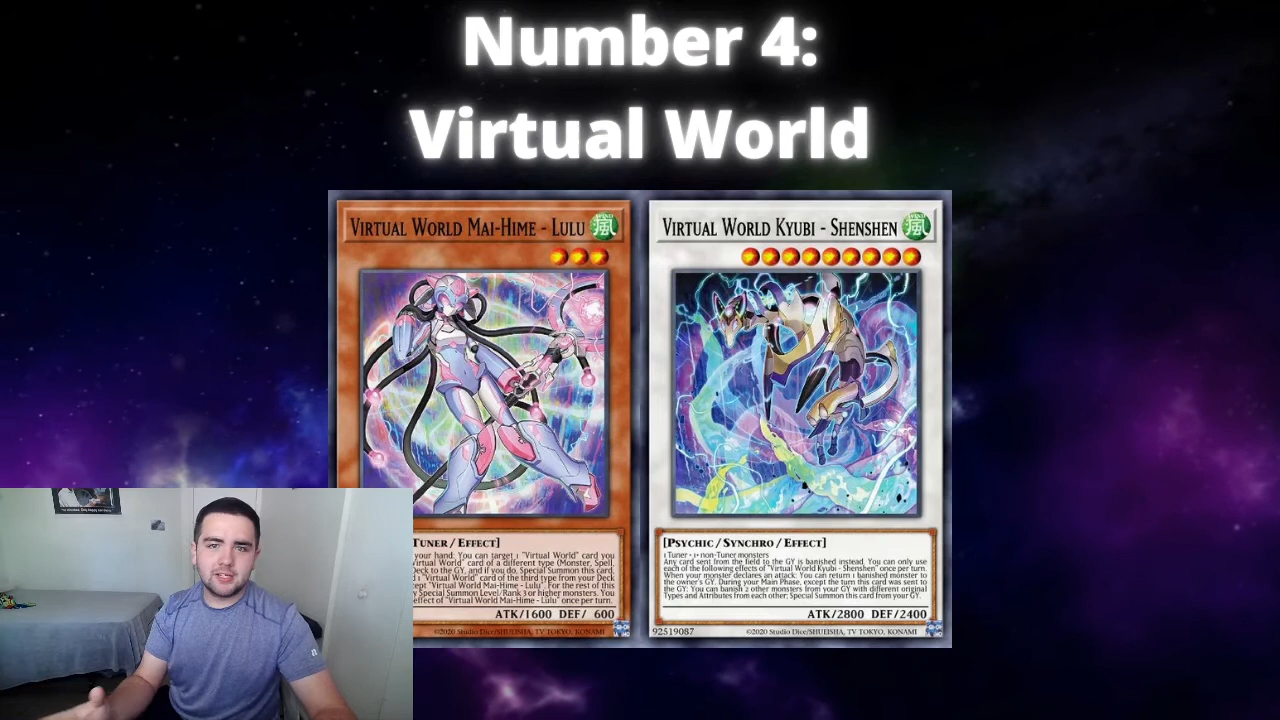 Number 4:
Virtual World
Virtual World Mai-Hime - Lulu
WIND
風
TUNER / EFFECT]
your hand: You can target 1 "Virtual World" card you
irtual World" card of a different type (Monster, Spell,
eck to the GY, and if you do, Special Summon this card.
1 "Virtual World" card of the third type from your Deck
ept "Virtual World Mai-Hime - Lulu". For the rest of this
y Special Summon Level/Rank 3 or higher monsters. You
effect of "Virtual World Mai-Hime - Lulu" once per turn.
ATK/1600 DEF/ 600
©2020 Studio Dice/SHUEISHA, TV TOKYO, KONAMI
Virtual World Kyubi - Shenshen
WIND
風
[PSYCHIC / SYNCHRO / EFFECT]
1 Tuner + 1+ non-Tuner monsters
Any card sent from the field to the GY is banished instead. You can only use
each of the following effects of "Virtual World Kyubi - Shenshen" once per turn.
When your monster declares an attack: You can return 1 banished monster to
the owner's GY. During your Main Phase, except the turn this card was sent to
the GY: You can banish 2 other monsters from your GY with different original
Types and Attributes from each other; Special Summon this card from your GY.
ATK/2800 DEF/2400
92519087
©2020 Studio Dice/SHUEISHA, TV TOKYO, KONAMI